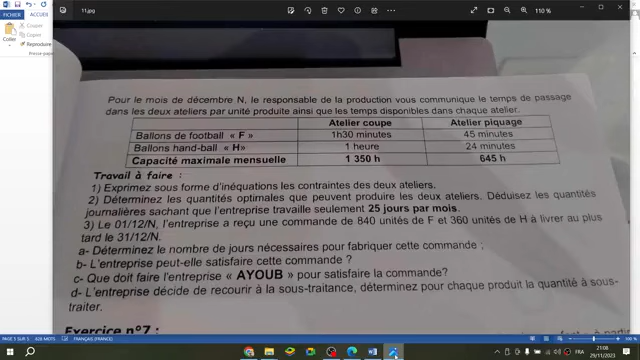 11.jpg
110 %
FICHIER ACCUEIL
Coller
Couper
Copier
Reproduire
Presse-papiers
Pour le mois de décembre N, le responsable de la production vous communique le temps de passage
dans les deux ateliers par unité produite ainsi que les temps disponibles dans chaque atelier.
Atelier coupe Atelier piquage
Ballons de football « F » 1h30 minutes 45 minutes
Ballons hand-ball « H» 1 heure 24 minutes
Capacité maximale mensuelle 1 350 h 645 h
Travail à faire :
1) Exprimez sous forme d'inéquations les contraintes des deux ateliers.
2) Déterminez les quantités optimales que peuvent produire les deux ateliers. Déduisez les quantités
journalières sachant que l'entreprise travaille seulement 25 jours par mois.
3) Le 01/12/N, l'entreprise a reçu une commande de 840 unités de F et 360 unités de H à livrer au plus
tard le 31/12/N.
a- Déterminez le nombre de jours nécessaires pour fabriquer cette commande ;
b- L'entreprise peut-elle satisfaire cette commande ?
c- Que doit faire l'entreprise « AYOUB » pour satisfaire la commande?
d- L'entreprise décide de recourir à la sous-traitance, déterminez pour chaque produit la quantité à sous-
traiter.
Exercice n°7 :
à partir
PAGE 5 SUR 5 628 MOTS FRANÇAIS (FRANCE)
100 %
FRA
21:08
29/11/2023